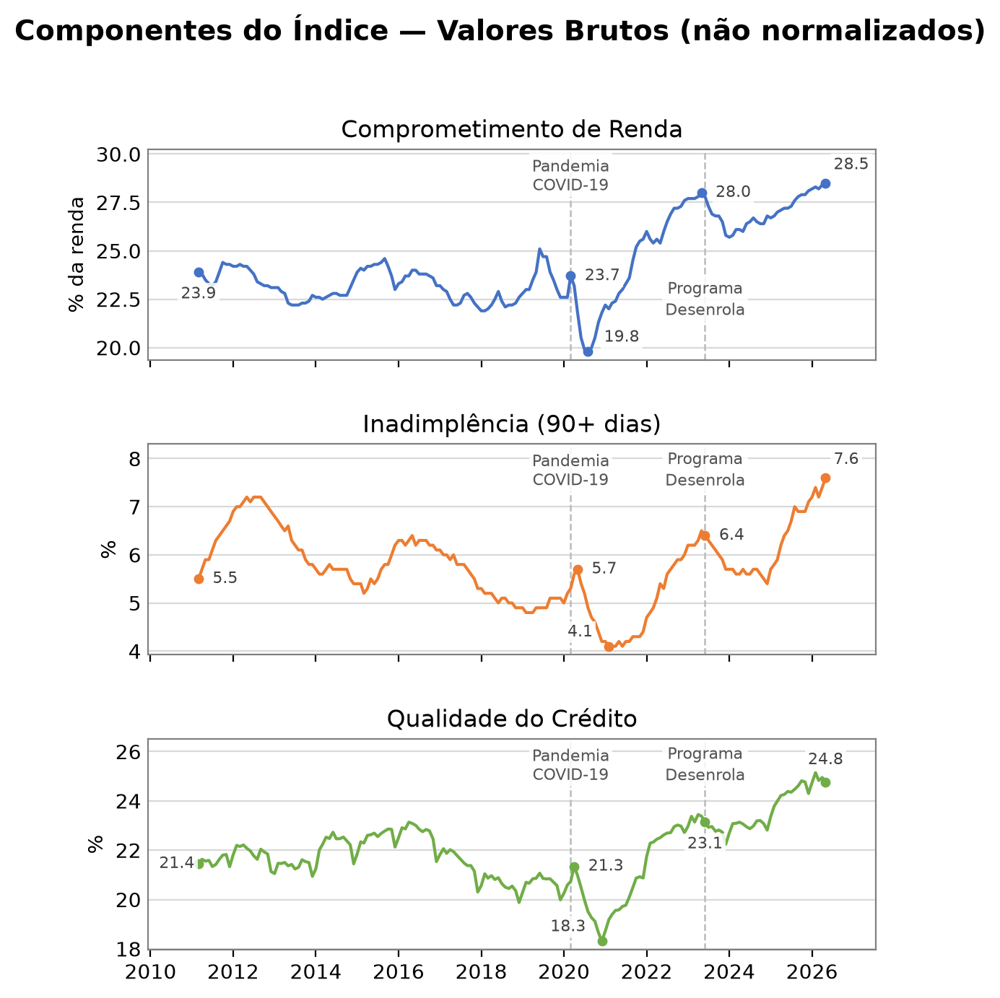 Componentes do Índice — Valores Brutos (não normalizados)
Comprometimento de Renda
% da renda
30.0
27.5
25.0
22.5
20.0
Pandemia
COVID-19
Programa
Desenrola
23.9
23.7
19.8
28.0
28.5
Inadimplência (90+ dias)
%
8
7
6
5
4
Pandemia
COVID-19
Programa
Desenrola
5.5
5.7
4.1
6.4
7.6
Qualidade do Crédito
%
26
24
22
20
18
Pandemia
COVID-19
Programa
Desenrola
21.4
21.3
18.3
23.1
24.8
2010 2012 2014 2016 2018 2020 2022 2024 2026